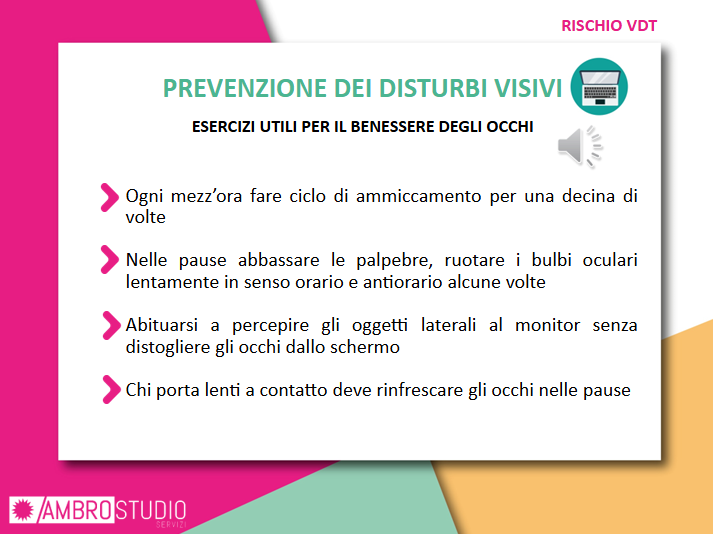 RISCHIO VDT
PREVENZIONE DEI DISTURBI VISIVI
ESERCIZI UTILI PER IL BENESSERE DEGLI OCCHI
Ogni mezz’ora fare ciclo di ammiccamento per una decina di
volte
Nelle pause abbassare le palpebre, ruotare i bulbi oculari
lentamente in senso orario e antiorario alcune volte
Abituarsi a percepire gli oggetti laterali al monitor senza
distogliere gli occhi dallo schermo
Chi porta lenti a contatto deve rinfrescare gli occhi nelle pause
AMBROSTUDIO
SERVIZI